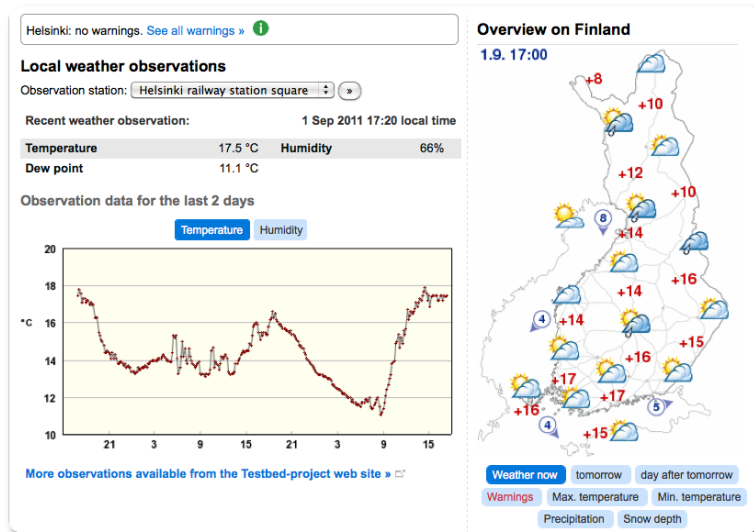 Helsinki: no warnings. See all warnings »
Local weather observations
Observation station: Helsinki railway station square »
Recent weather observation: 1 Sep 2011 17:20 local time
Temperature 17.5 °C Humidity 66%
Dew point 11.1 °C
Observation data for the last 2 days
Temperature Humidity
20
18
16
14
12
10
°C
21 3 9 15 21 3 9 15
More observations available from the Testbed-project web site »
Overview on Finland
1.9. 17:00
+8
+10
+12
+10
8
+14
+16
+14
4
+14
+15
+16
+17
+17
+16
5
4
+15
Weather now tomorrow day after tomorrow
Warnings Max. temperature Min. temperature
Precipitation Snow depth